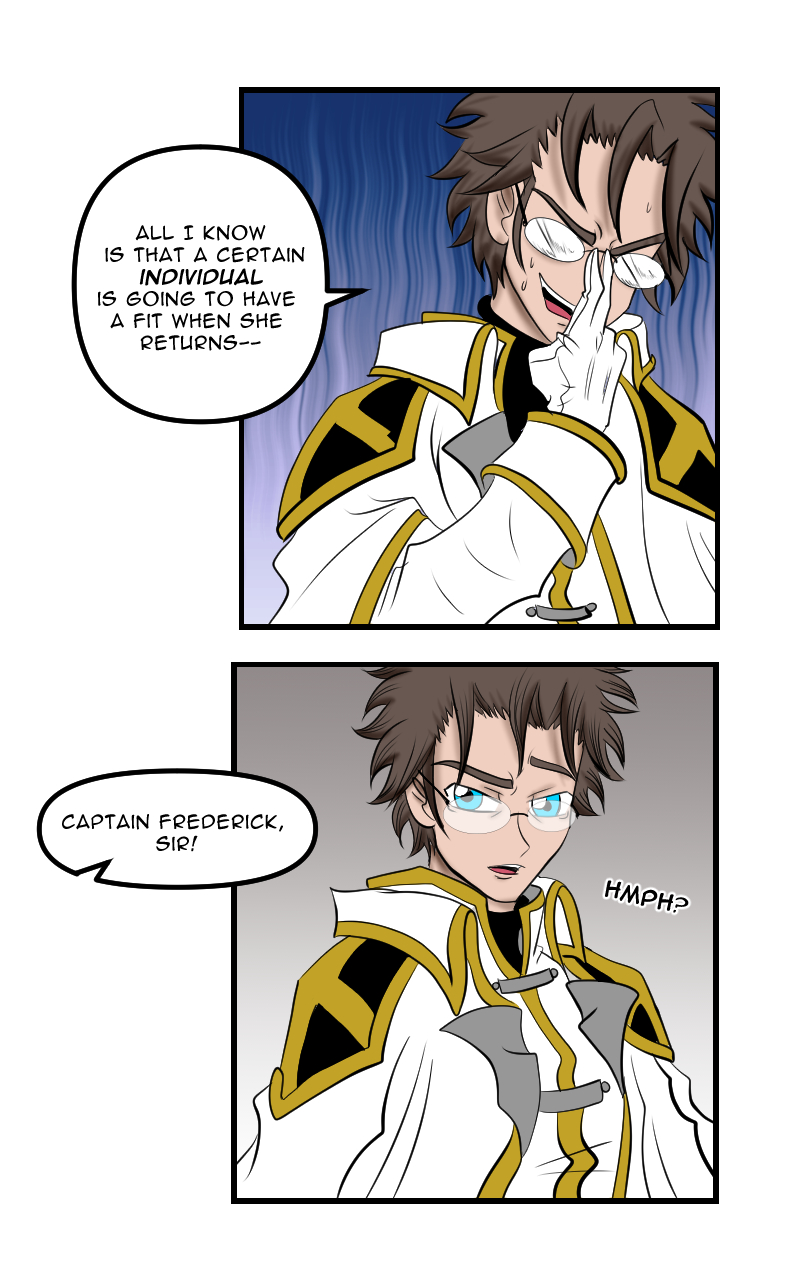 ALL I KNOW
IS THAT A CERTAIN
INDIVIDUAL
IS GOING TO HAVE
A FIT WHEN SHE
RETURNS--
CAPTAIN FREDERICK,
SIR!
HMPH?